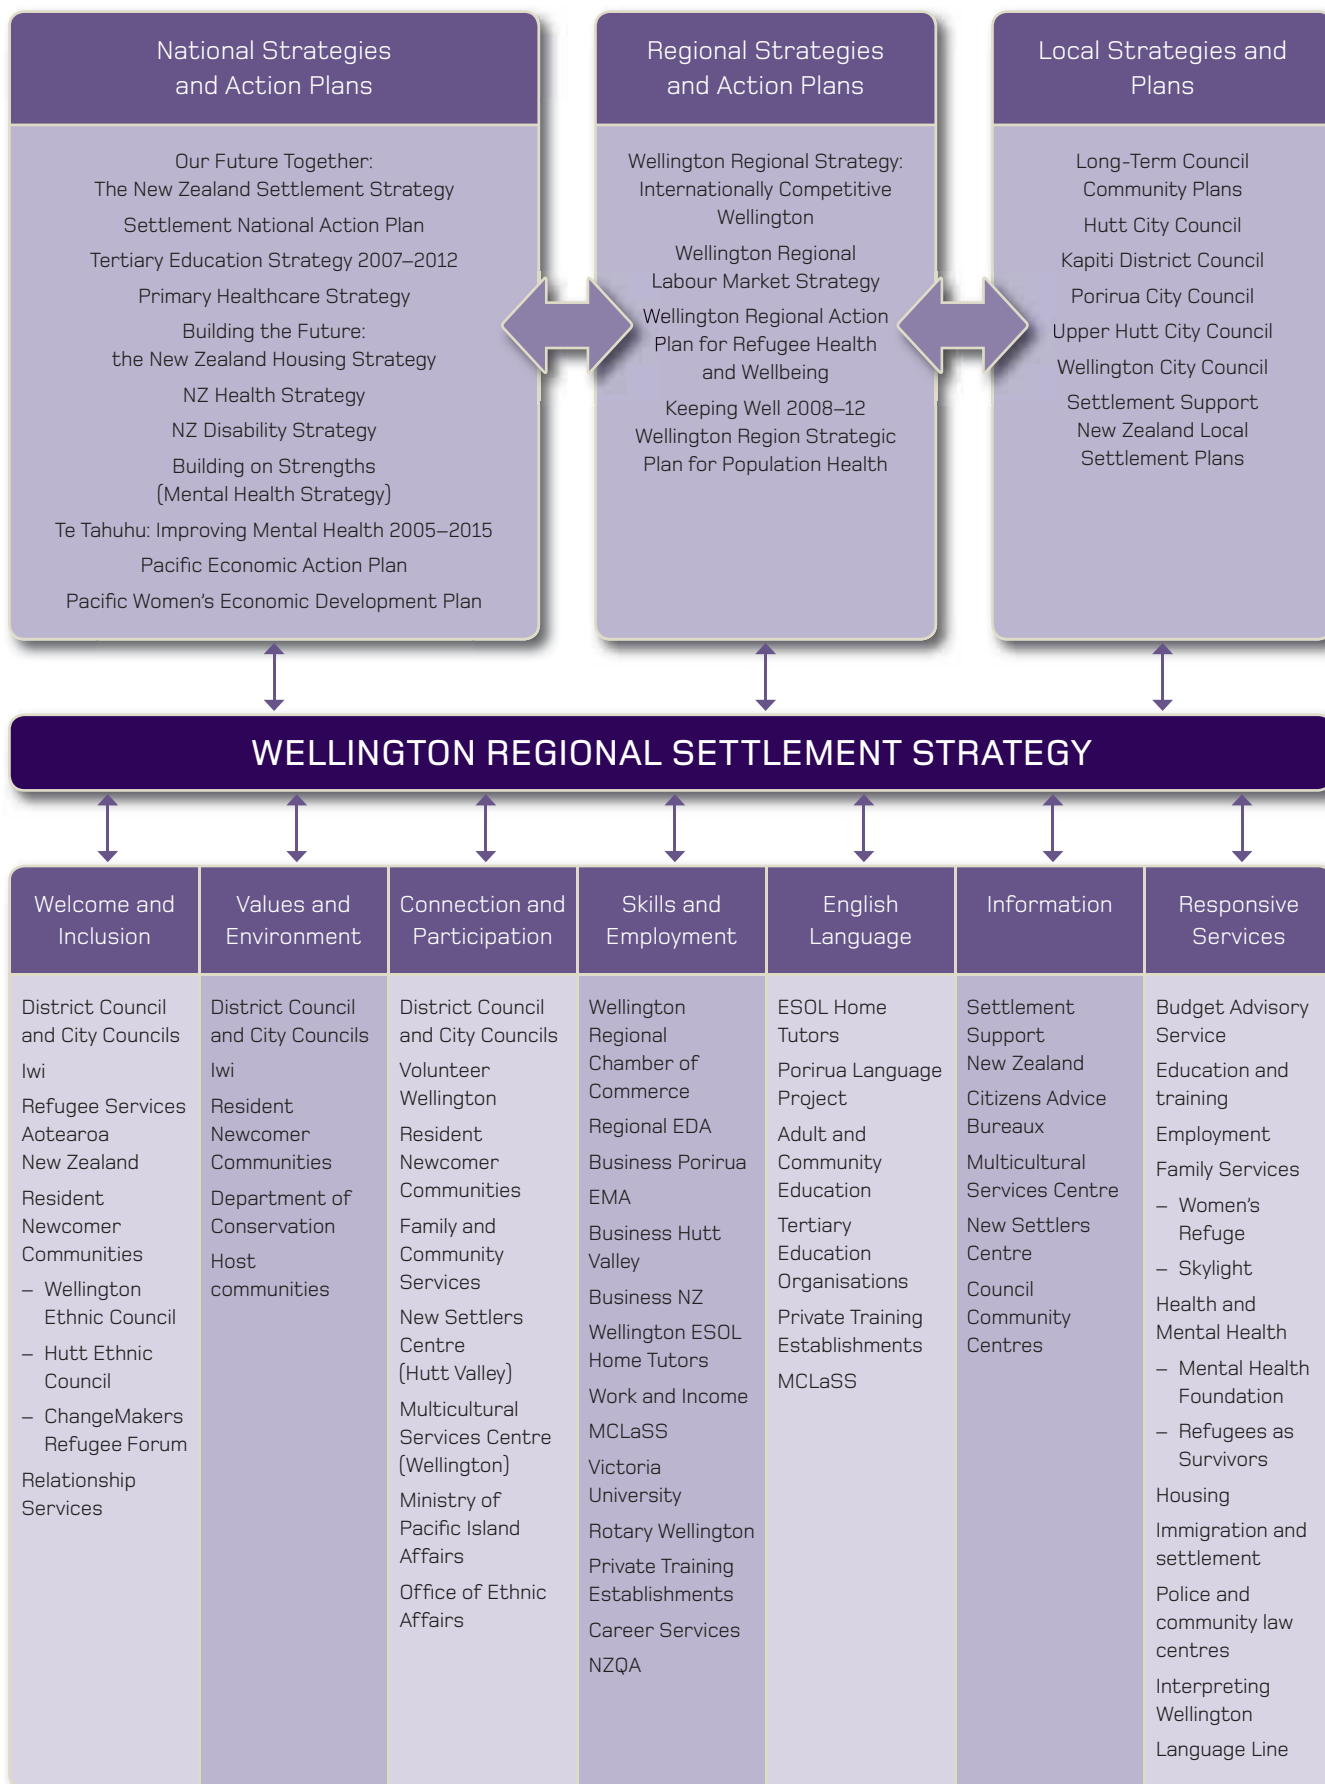 National Strategies
and Action Plans
Our Future Together:
The New Zealand Settlement Strategy
Settlement National Action Plan
Tertiary Education Strategy 2007–2012
Primary Healthcare Strategy
Building the Future:
the New Zealand Housing Strategy
NZ Health Strategy
NZ Disability Strategy
Building on Strengths
(Mental Health Strategy)
Te Tahuhu: Improving Mental Health 2005–2015
Pacific Economic Action Plan
Pacific Women's Economic Development Plan
Regional Strategies
and Action Plans
Wellington Regional Strategy:
Internationally Competitive
Wellington
Wellington Regional
Labour Market Strategy
Wellington Regional Action
Plan for Refugee Health
and Wellbeing
Keeping Well 2008–12
Wellington Region Strategic
Plan for Population Health
Local Strategies and
Plans
Long-Term Council
Community Plans
Hutt City Council
Kapiti District Council
Porirua City Council
Upper Hutt City Council
Wellington City Council
Settlement Support
New Zealand Local
Settlement Plans
WELLINGTON REGIONAL SETTLEMENT STRATEGY
Welcome and
Inclusion
District Council
and City Councils
Iwi
Refugee Services
Aotearoa
New Zealand
Resident
Newcomer
Communities
– Wellington
Ethnic Council
– Hutt Ethnic
Council
– ChangeMakers
Refugee Forum
Relationship
Services
Values and
Environment
District Council
and City Councils
Iwi
Resident
Newcomer
Communities
Department of
Conservation
Host
communities
Connection and
Participation
District Council
and City Councils
Volunteer
Wellington
Resident
Newcomer
Communities
Family and
Community
Services
New Settlers
Centre
(Hutt Valley)
Multicultural
Services Centre
(Wellington)
Ministry of
Pacific Island
Affairs
Office of Ethnic
Affairs
Skills and
Employment
Wellington
Regional
Chamber of
Commerce
Regional EDA
Business Porirua
EMA
Business Hutt
Valley
Business NZ
Wellington ESOL
Home Tutors
Work and Income
MCLaSS
Victoria
University
Rotary Wellington
Private Training
Establishments
Career Services
NZQA
English
Language
ESOL Home
Tutors
Porirua Language
Project
Adult and
Community
Education
Tertiary
Education
Organisations
Private Training
Establishments
MCLaSS
Information
Settlement
Support
New Zealand
Citizens Advice
Bureaux
Multicultural
Services Centre
New Settlers
Centre
Council
Community
Centres
Responsive
Services
Budget Advisory
Service
Education and
training
Employment
Family Services
– Women's
Refuge
– Skylight
Health and
Mental Health
– Mental Health
Foundation
– Refugees as
Survivors
Housing
Immigration and
settlement
Police and
community law
centres
Interpreting
Wellington
Language Line